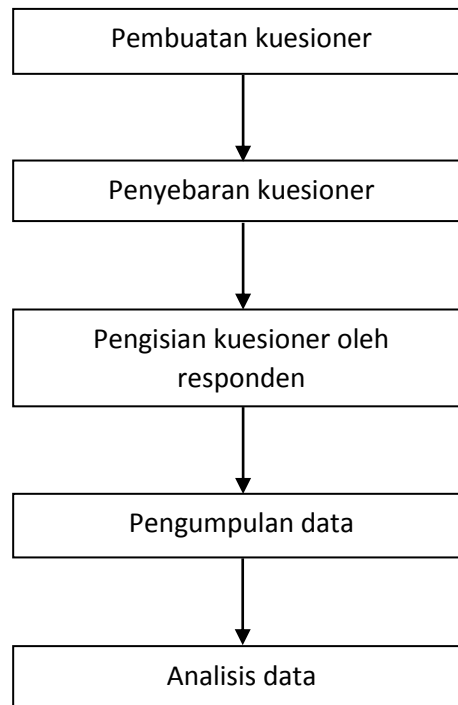 Pembuatan kuesioner
Penyebaran kuesioner
Pengisian kuesioner oleh
responden
Pengumpulan data
Analisis data